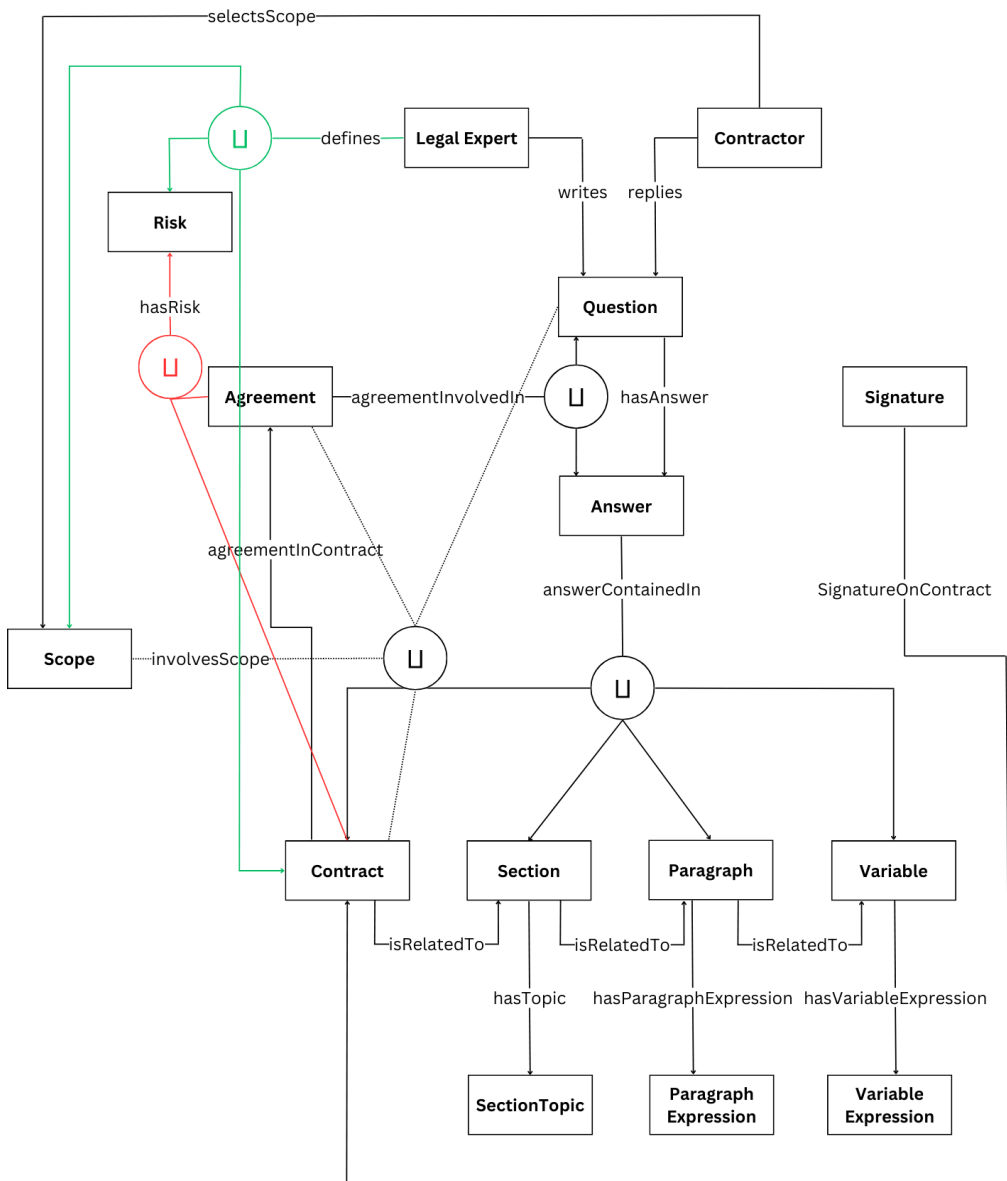 selectsScope
⊔
defines
Legal Expert
Contractor
writes
replies
Risk
hasRisk
Question
⊔
Agreement
agreementInvolvedIn
⊔
hasAnswer
Signature
Answer
agreementInContract
answerContainedIn
SignatureOnContract
Scope
involvesScope
⊔
⊔
Contract
Section
Paragraph
Variable
isRelatedTo
isRelatedTo
isRelatedTo
hasTopic
hasParagraphExpression
hasVariableExpression
SectionTopic
Paragraph
Expression
Variable
Expression